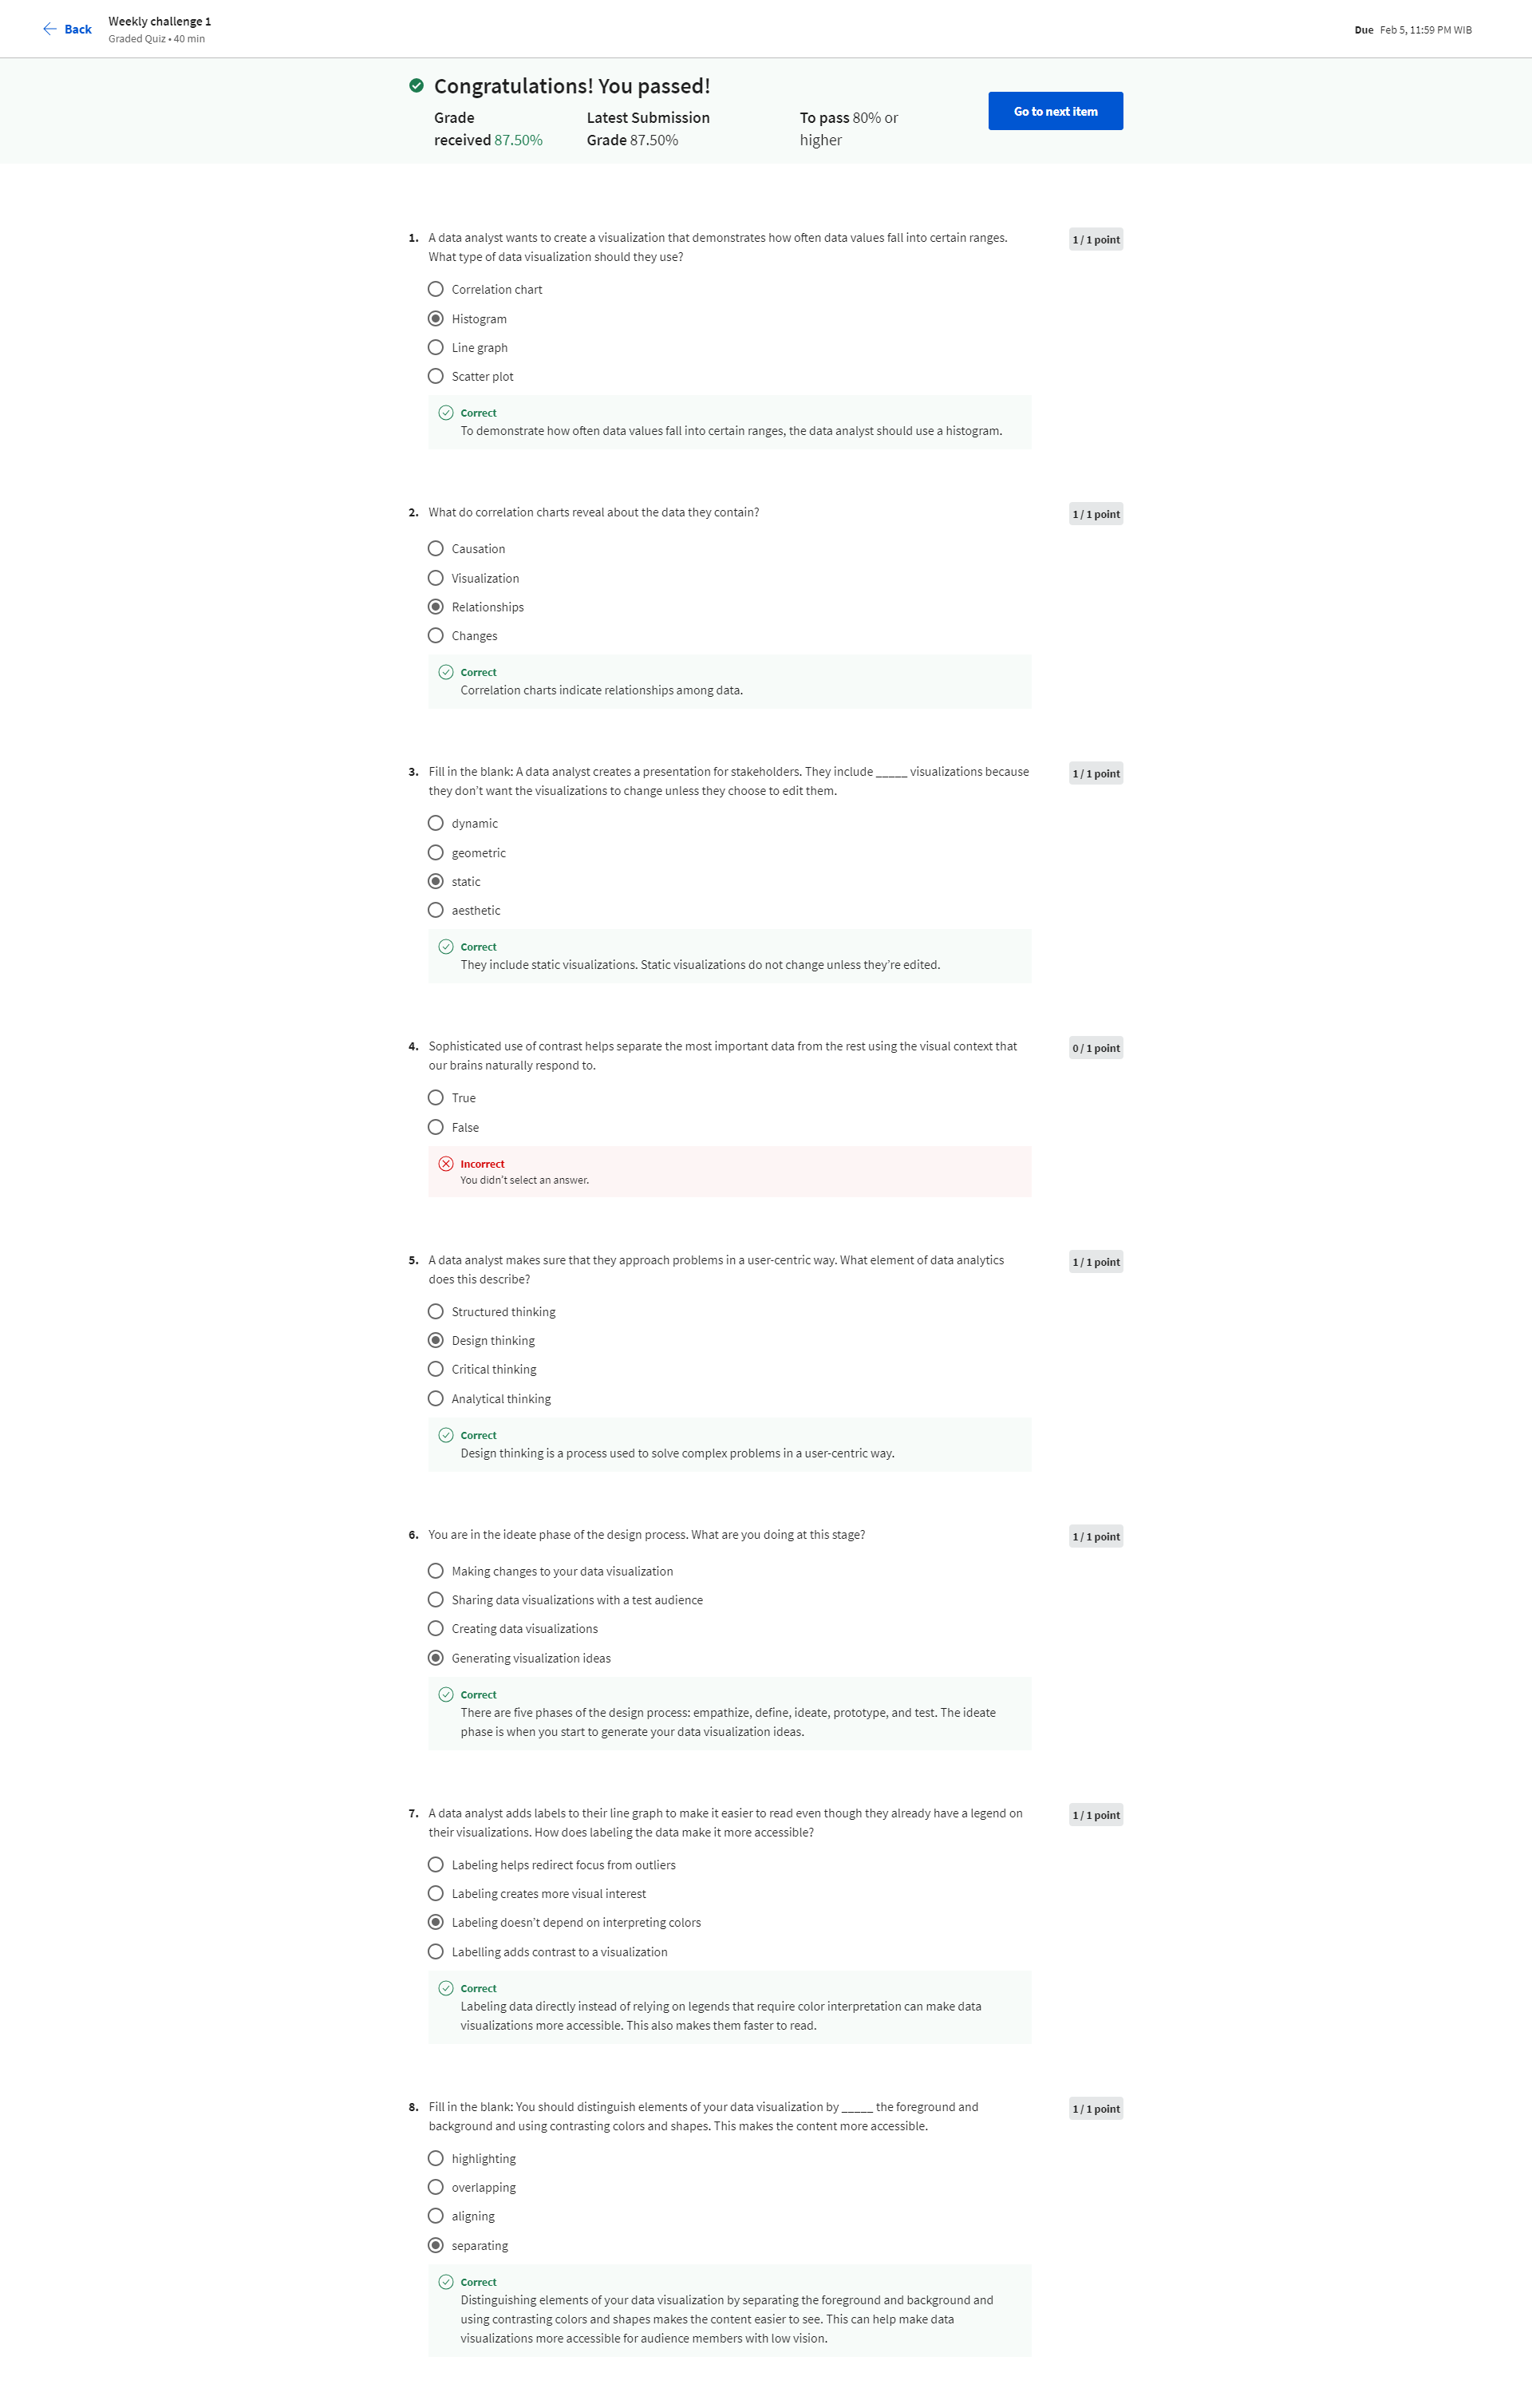 Back
Weekly challenge 1
Graded Quiz • 40 min
Due Feb 5, 11:59 PM WIB
Congratulations! You passed!
Grade
received 87.50%
Latest Submission
Grade 87.50%
To pass 80% or
higher
Go to next item
1. A data analyst wants to create a visualization that demonstrates how often data values fall into certain ranges.
What type of data visualization should they use?
1 / 1 point
Correlation chart
Histogram
Line graph
Scatter plot
Correct
To demonstrate how often data values fall into certain ranges, the data analyst should use a histogram.
2. What do correlation charts reveal about the data they contain?
1 / 1 point
Causation
Visualization
Relationships
Changes
Correct
Correlation charts indicate relationships among data.
3. Fill in the blank: A data analyst creates a presentation for stakeholders. They include _____ visualizations because
they don’t want the visualizations to change unless they choose to edit them.
1 / 1 point
dynamic
geometric
static
aesthetic
Correct
They include static visualizations. Static visualizations do not change unless they’re edited.
4. Sophisticated use of contrast helps separate the most important data from the rest using the visual context that
our brains naturally respond to.
0 / 1 point
True
False
Incorrect
You didn’t select an answer.
5. A data analyst makes sure that they approach problems in a user-centric way. What element of data analytics
does this describe?
1 / 1 point
Structured thinking
Design thinking
Critical thinking
Analytical thinking
Correct
Design thinking is a process used to solve complex problems in a user-centric way.
6. You are in the ideate phase of the design process. What are you doing at this stage?
1 / 1 point
Making changes to your data visualization
Sharing data visualizations with a test audience
Creating data visualizations
Generating visualization ideas
Correct
There are five phases of the design process: empathize, define, ideate, prototype, and test. The ideate
phase is when you start to generate your data visualization ideas.
7. A data analyst adds labels to their line graph to make it easier to read even though they already have a legend on
their visualizations. How does labeling the data make it more accessible?
1 / 1 point
Labeling helps redirect focus from outliers
Labeling creates more visual interest
Labeling doesn’t depend on interpreting colors
Labelling adds contrast to a visualization
Correct
Labeling data directly instead of relying on legends that require color interpretation can make data
visualizations more accessible. This also makes them faster to read.
8. Fill in the blank: You should distinguish elements of your data visualization by _____ the foreground and
background and using contrasting colors and shapes. This makes the content more accessible.
1 / 1 point
highlighting
overlapping
aligning
separating
Correct
Distinguishing elements of your data visualization by separating the foreground and background and
using contrasting colors and shapes makes the content easier to see. This can help make data
visualizations more accessible for audience members with low vision.